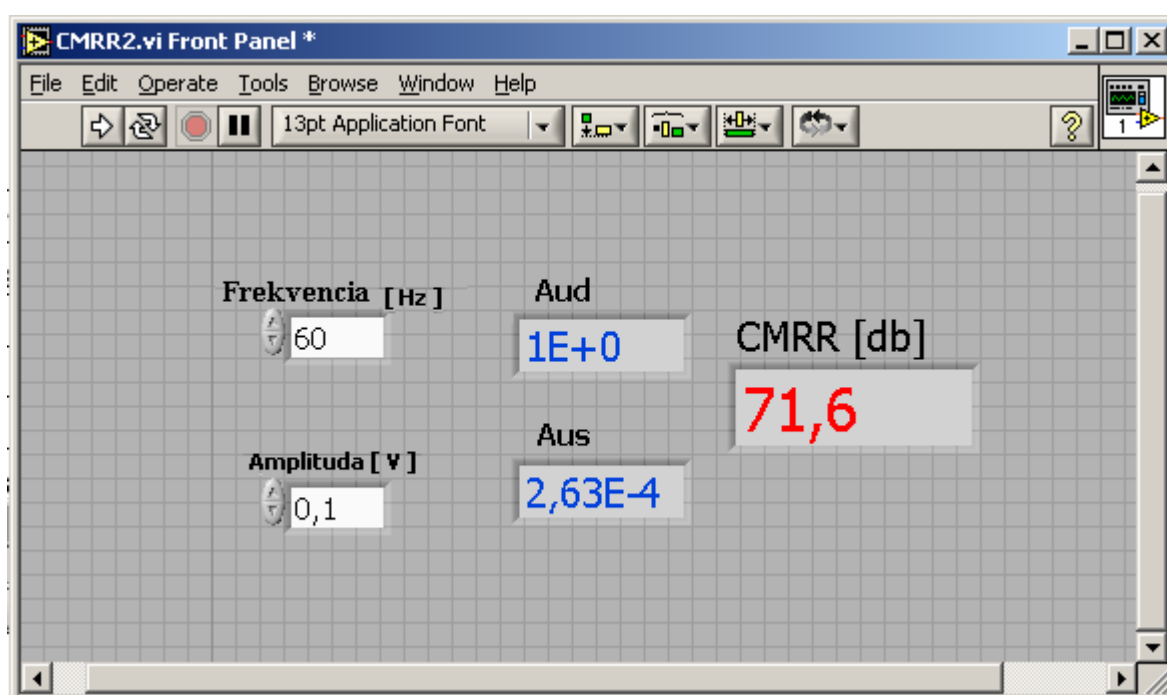 CMRR2.vi Front Panel *
File Edit Operate Tools Browse Window Help
13pt Application Font
?
1
Frekvencia [Hz]
60
Aud
1E+0
CMRR [db]
71,6
Amplituda [ V ]
0,1
Aus
2,63E-4